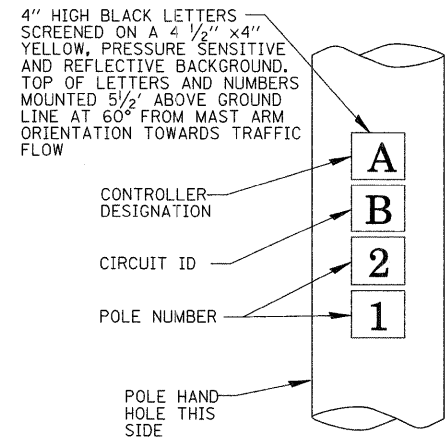 4" HIGH BLACK LETTERS
SCREENED ON A 4 1/2" x4"
YELLOW, PRESSURE SENSITIVE
AND REFLECTIVE BACKGROUND.
TOP OF LETTERS AND NUMBERS
MOUNTED 5 1/2' ABOVE GROUND
LINE AT 60° FROM MAST ARM
ORIENTATION TOWARDS TRAFFIC
FLOW
A
CONTROLLER
DESIGNATION
B
CIRCUIT ID
2
POLE NUMBER
1
POLE HAND
HOLE THIS
SIDE